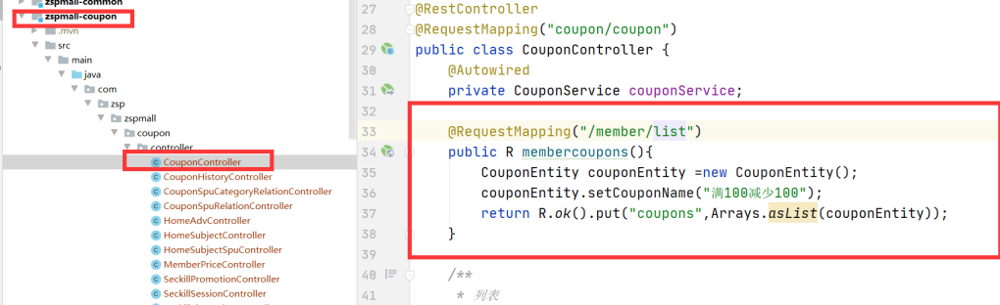 zspmall-common
zspmall-coupon
.mvn
src
main
java
com
zsp
zspmall
coupon
controller
CouponController
CouponHistoryController
CouponSpuCategoryRelationController
CouponSpuRelationController
HomeAdvController
HomeSubjectController
HomeSubjectSpuController
MemberPriceController
SeckillPromotionController
SeckillSessionController
27 @RestController
28 @RequestMapping("coupon/coupon")
29 public class CouponController {
30 @Autowired
31 private CouponService couponService;
32
33 @RequestMapping("/member/list")
34 public R membercoupons(){
35 CouponEntity couponEntity =new CouponEntity();
36 couponEntity.setCouponName("满100减少100");
37 return R.ok().put("coupons",Arrays.asList(couponEntity));
38 }
39
40 /**
41 * 列表